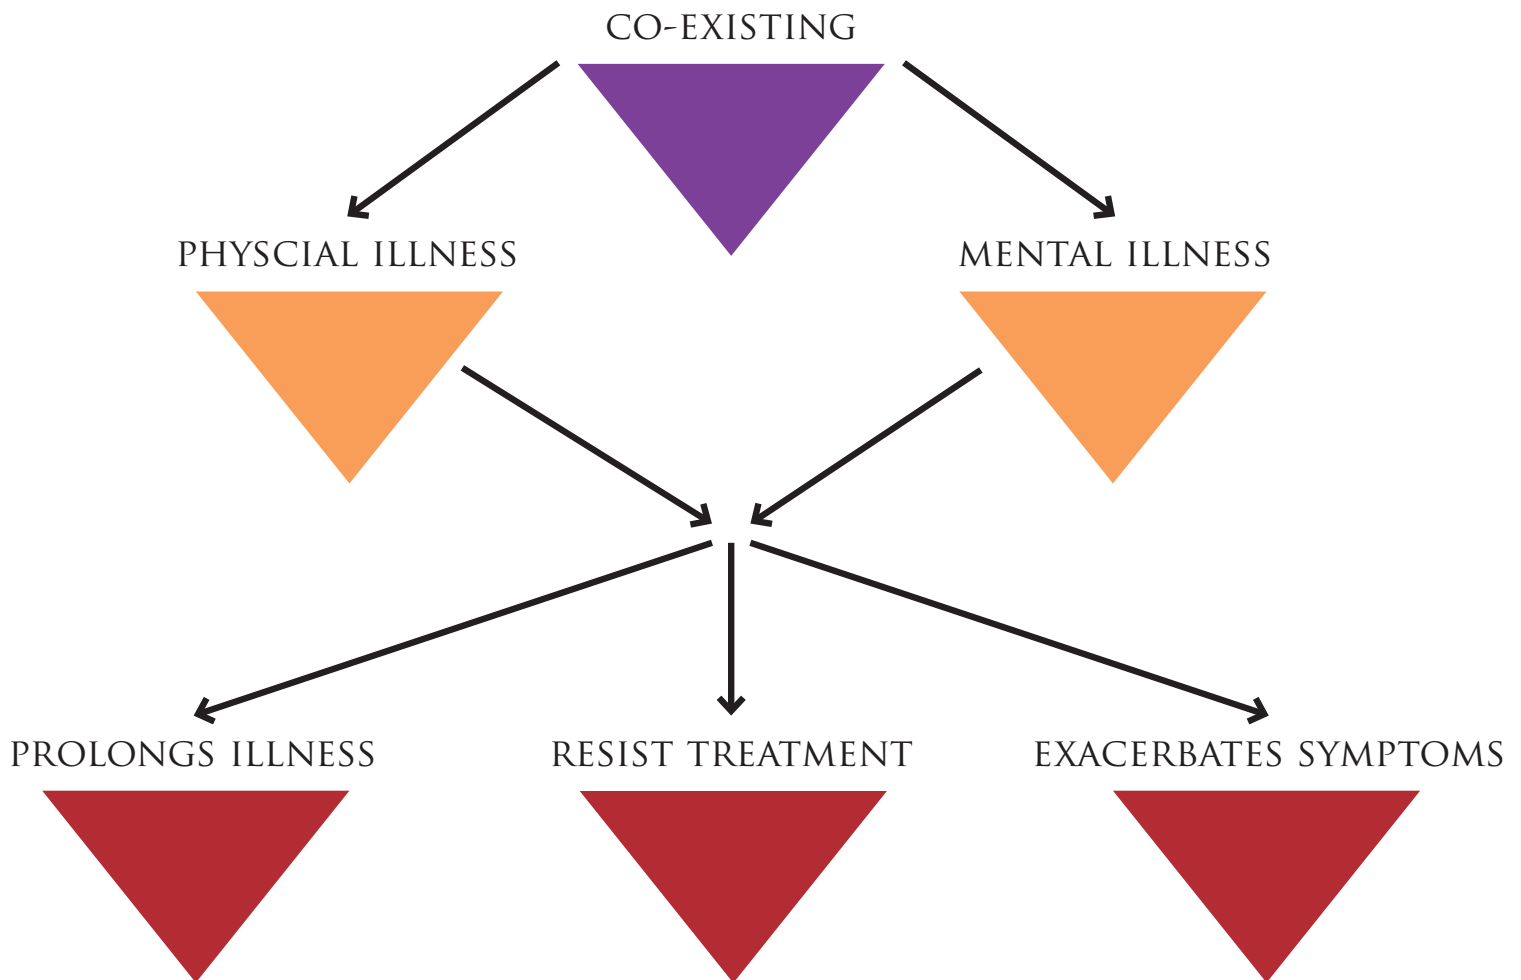 CO-EXISTING
PHYSCIAL ILLNESS
MENTAL ILLNESS
PROLONGS ILLNESS
RESIST TREATMENT
EXACERBATES SYMPTOMS